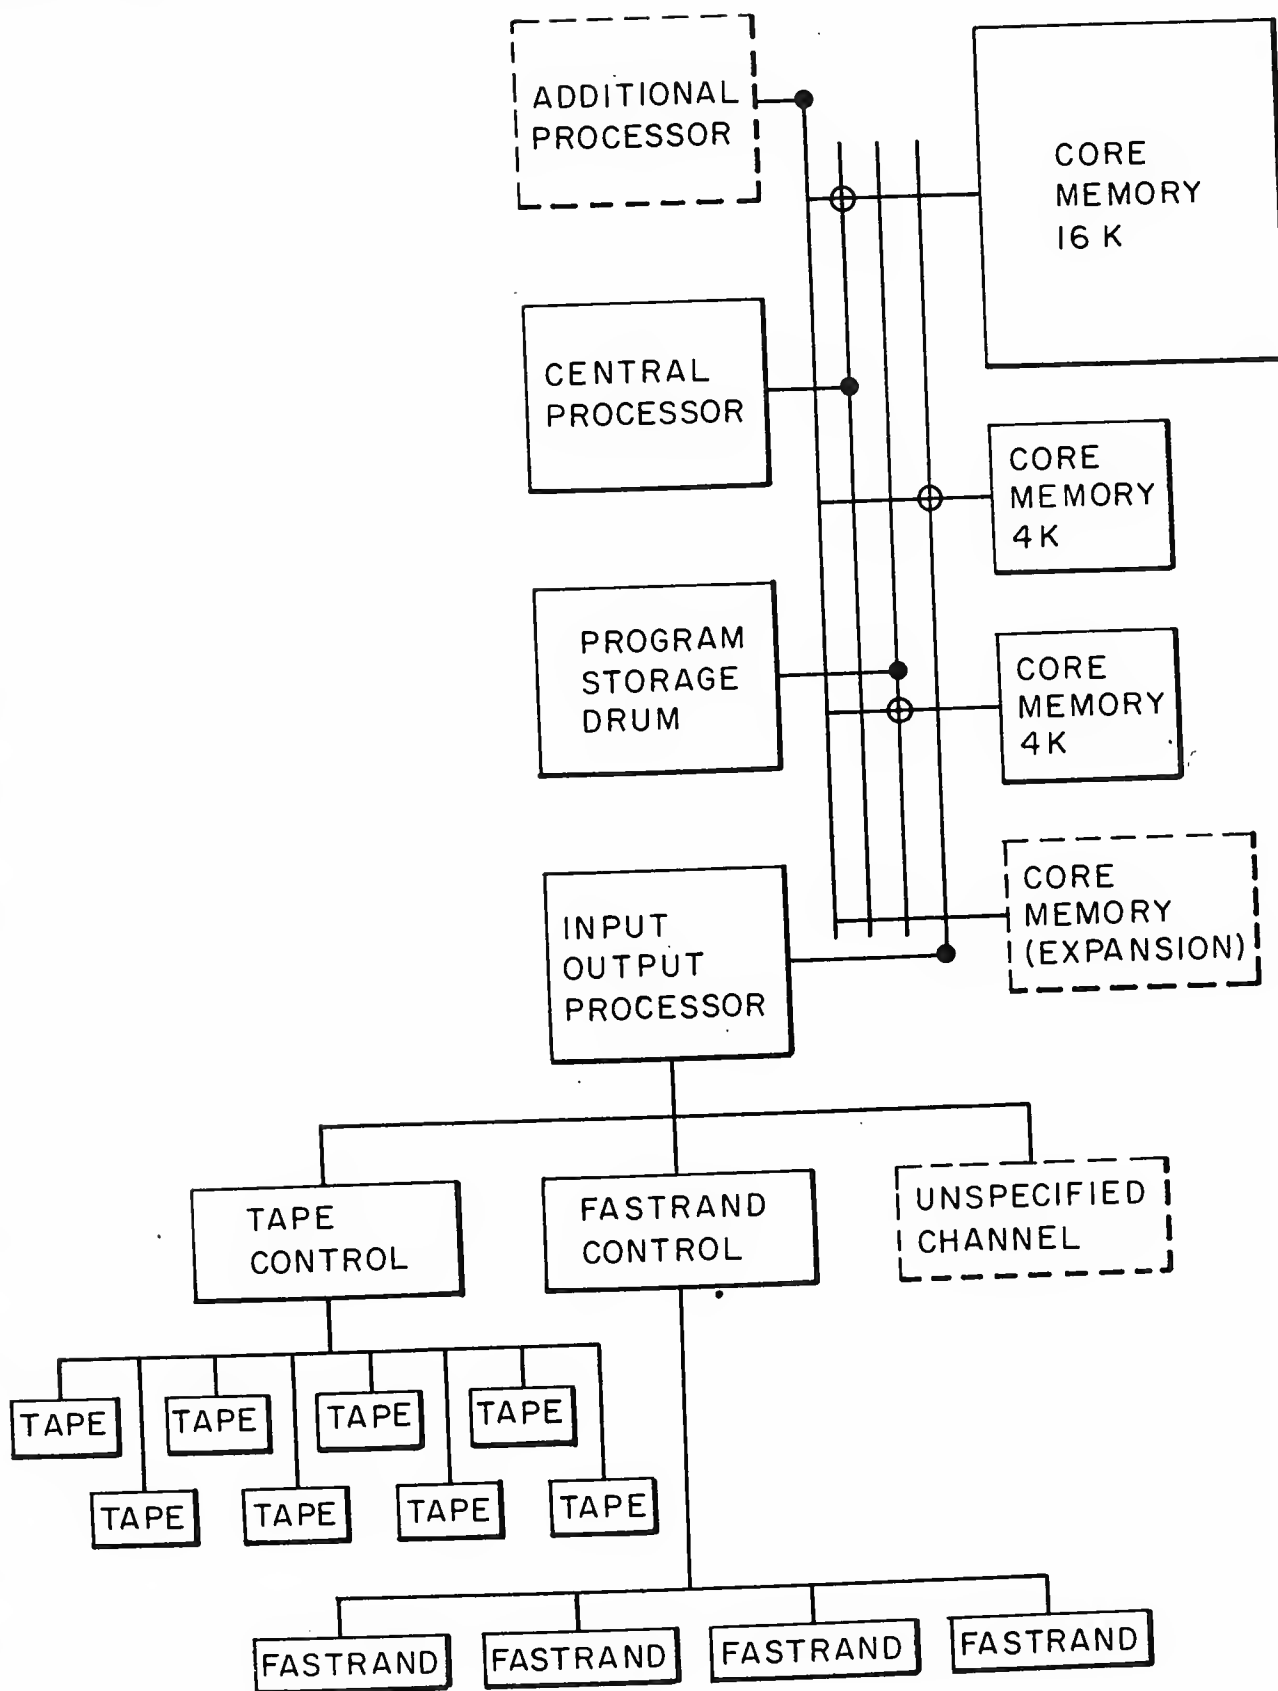 ADDITIONAL
PROCESSOR
CORE
MEMORY
16 K
CENTRAL
PROCESSOR
CORE
MEMORY
4K
PROGRAM
STORAGE
DRUM
CORE
MEMORY
4K
INPUT
OUTPUT
PROCESSOR
CORE
MEMORY
(EXPANSION)
TAPE
CONTROL
FASTRAND
CONTROL
UNSPECIFIED
CHANNEL
TAPE
TAPE
TAPE
TAPE
TAPE
TAPE
TAPE
TAPE
FASTRAND
FASTRAND
FASTRAND
FASTRAND